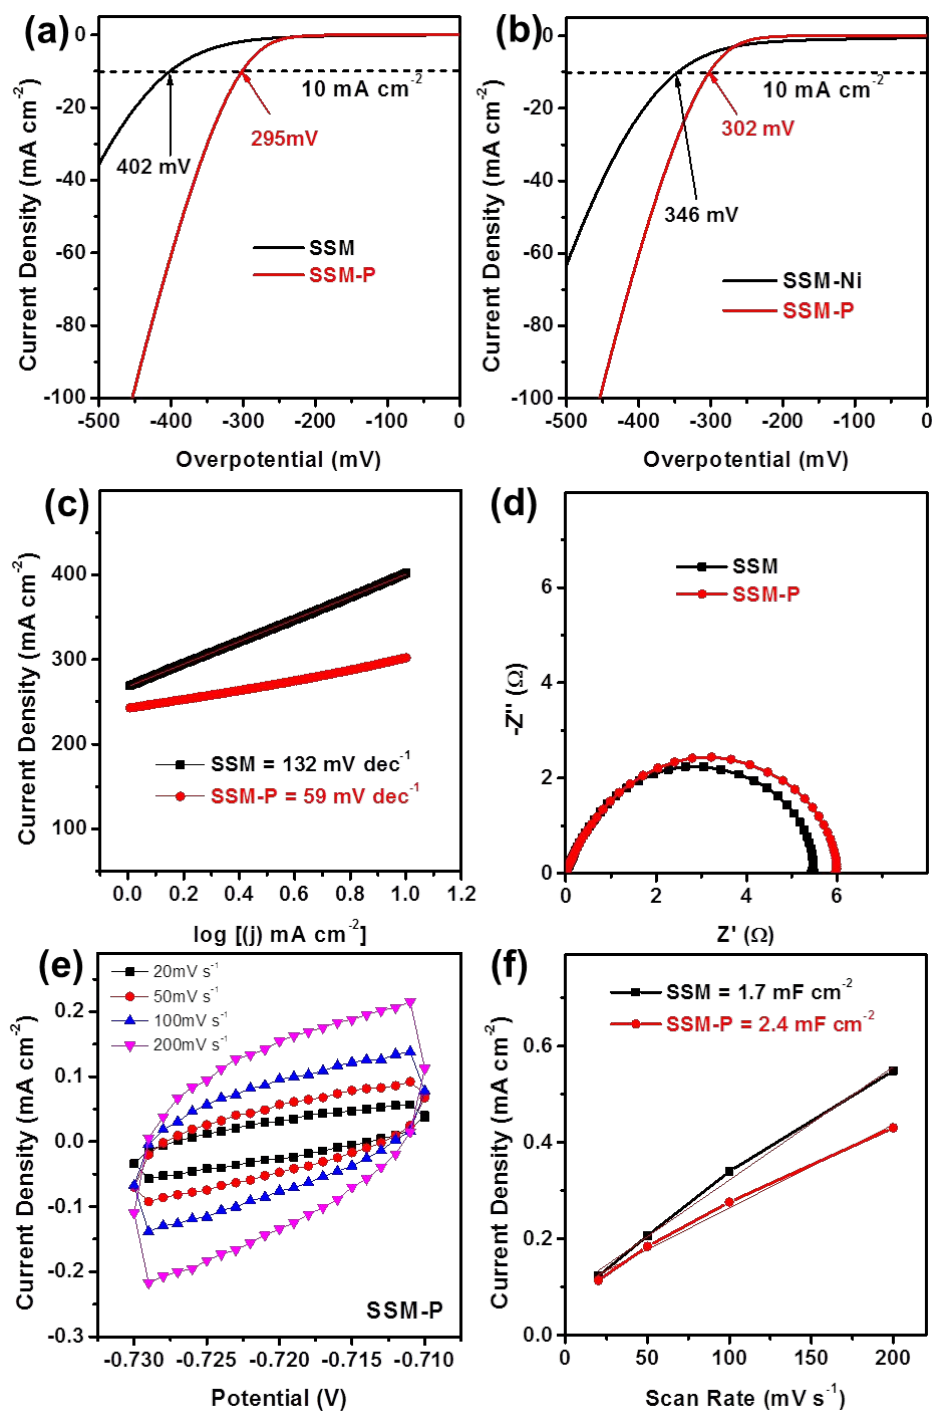 (a)
0
-20
-40
-60
-80
-100
-500 -400 -300 -200 -100 0
Current Density (mA cm⁻²)
Overpotential (mV)
10 mA cm⁻²
402 mV
295mV
SSM
SSM-P
(b)
0
-20
-40
-60
-80
-100
-500 -400 -300 -200 -100 0
Current Density (mA cm⁻²)
Overpotential (mV)
10 mA cm⁻²
302 mV
346 mV
SSM-Ni
SSM-P
(c)
400
300
200
100
0.0 0.2 0.4 0.6 0.8 1.0 1.2
Current Density (mA cm⁻²)
log [(j) mA cm⁻²]
SSM = 132 mV dec⁻¹
SSM-P = 59 mV dec⁻¹
(d)
6
4
2
0
0 2 4 6
-Z'' (Ω)
Z' (Ω)
SSM
SSM-P
(e)
0.2
0.1
0.0
-0.1
-0.2
-0.3
-0.730 -0.725 -0.720 -0.715 -0.710
Current Density (mA cm⁻²)
Potential (V)
20mV s⁻¹
50mV s⁻¹
100mV s⁻¹
200mV s⁻¹
SSM-P
(f)
0.6
0.4
0.2
0.0
0 50 100 150 200
Current Density (mA cm⁻²)
Scan Rate (mV s⁻¹)
SSM = 1.7 mF cm⁻²
SSM-P = 2.4 mF cm⁻²